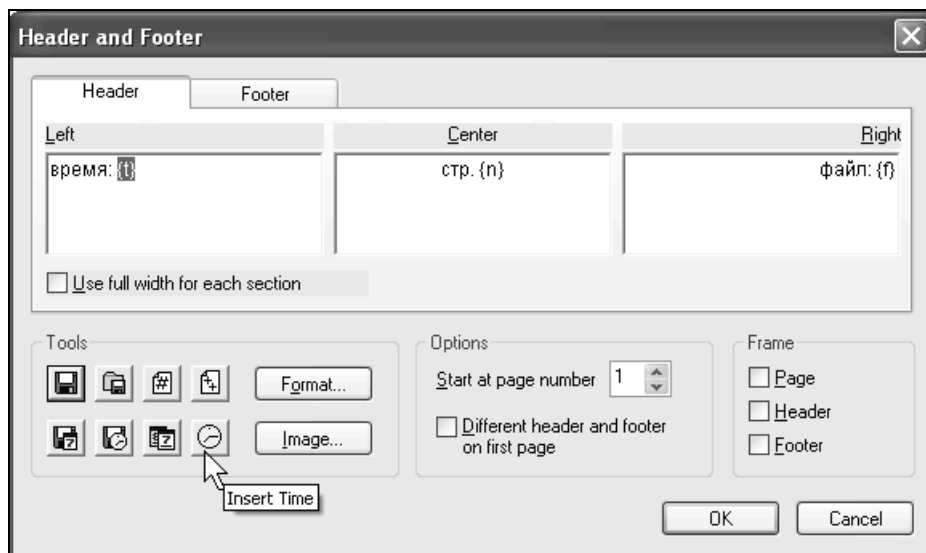 Header and Footer
Header
Footer
Left
Center
Right
время: {t}
стр. {n}
файл: {f}
Use full width for each section
Tools
Options
Frame
Format...
Start at page number 1
Page
Image...
Different header and footer
on first page
Header
Footer
Insert Time
OK
Cancel